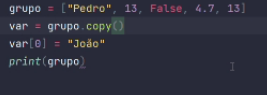 grupo = ["Pedro", 13, False, 4.7, 13]
var = grupo.copy()
var[0] = "João"
print(grupo)